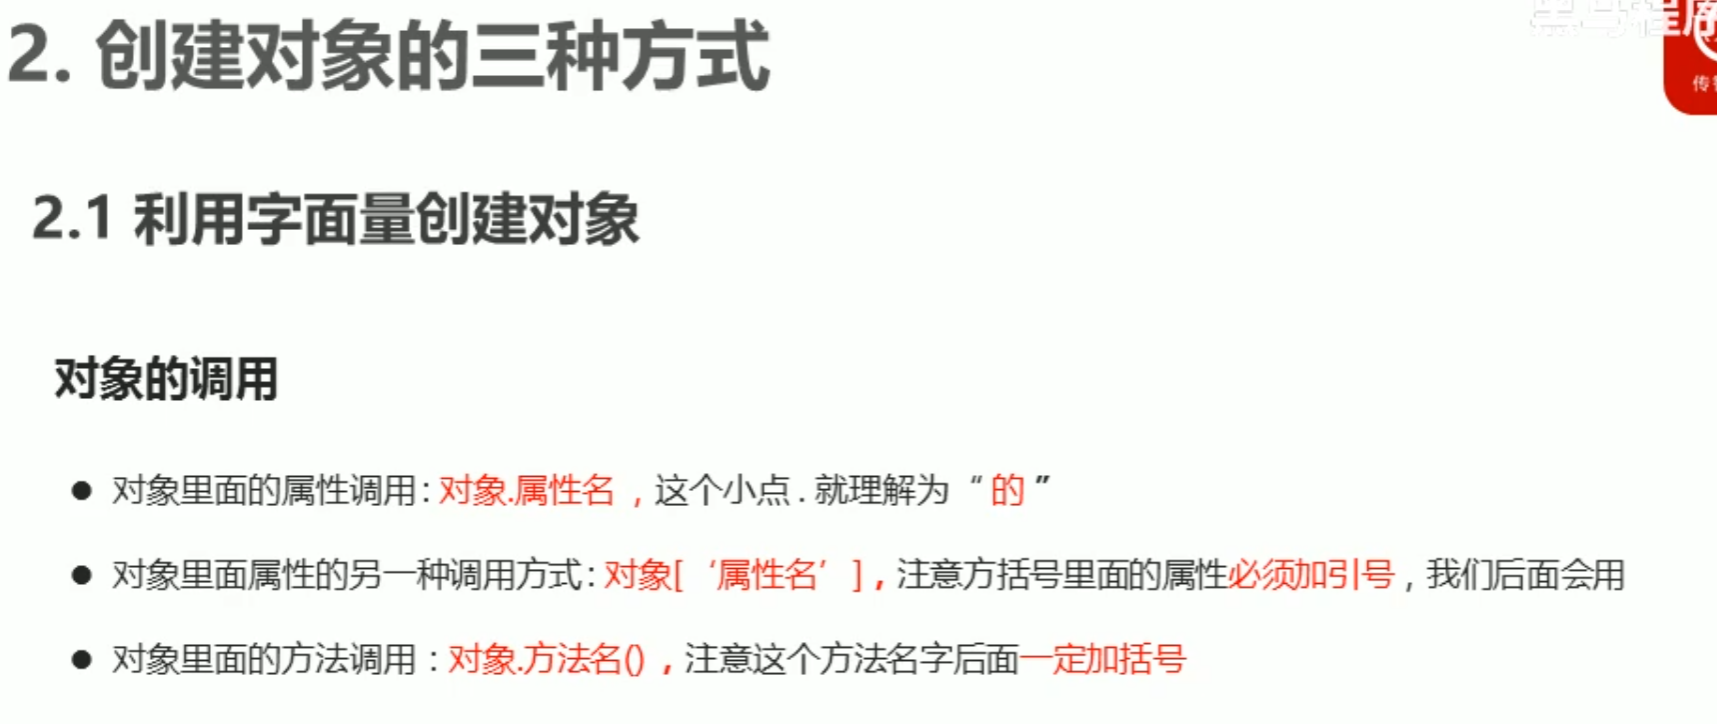 黑马程
传
2. 创建对象的三种方式
2.1 利用字面量创建对象
对象的调用
● 对象里面的属性调用: 对象.属性名 , 这个小点 . 就理解为 “ 的 ”
● 对象里面属性的另一种调用方式: 对象[ ‘属性名’ ] , 注意方括号里面的属性必须加引号 , 我们后面会用
● 对象里面的方法调用 : 对象.方法名() , 注意这个方法名字后面一定加括号